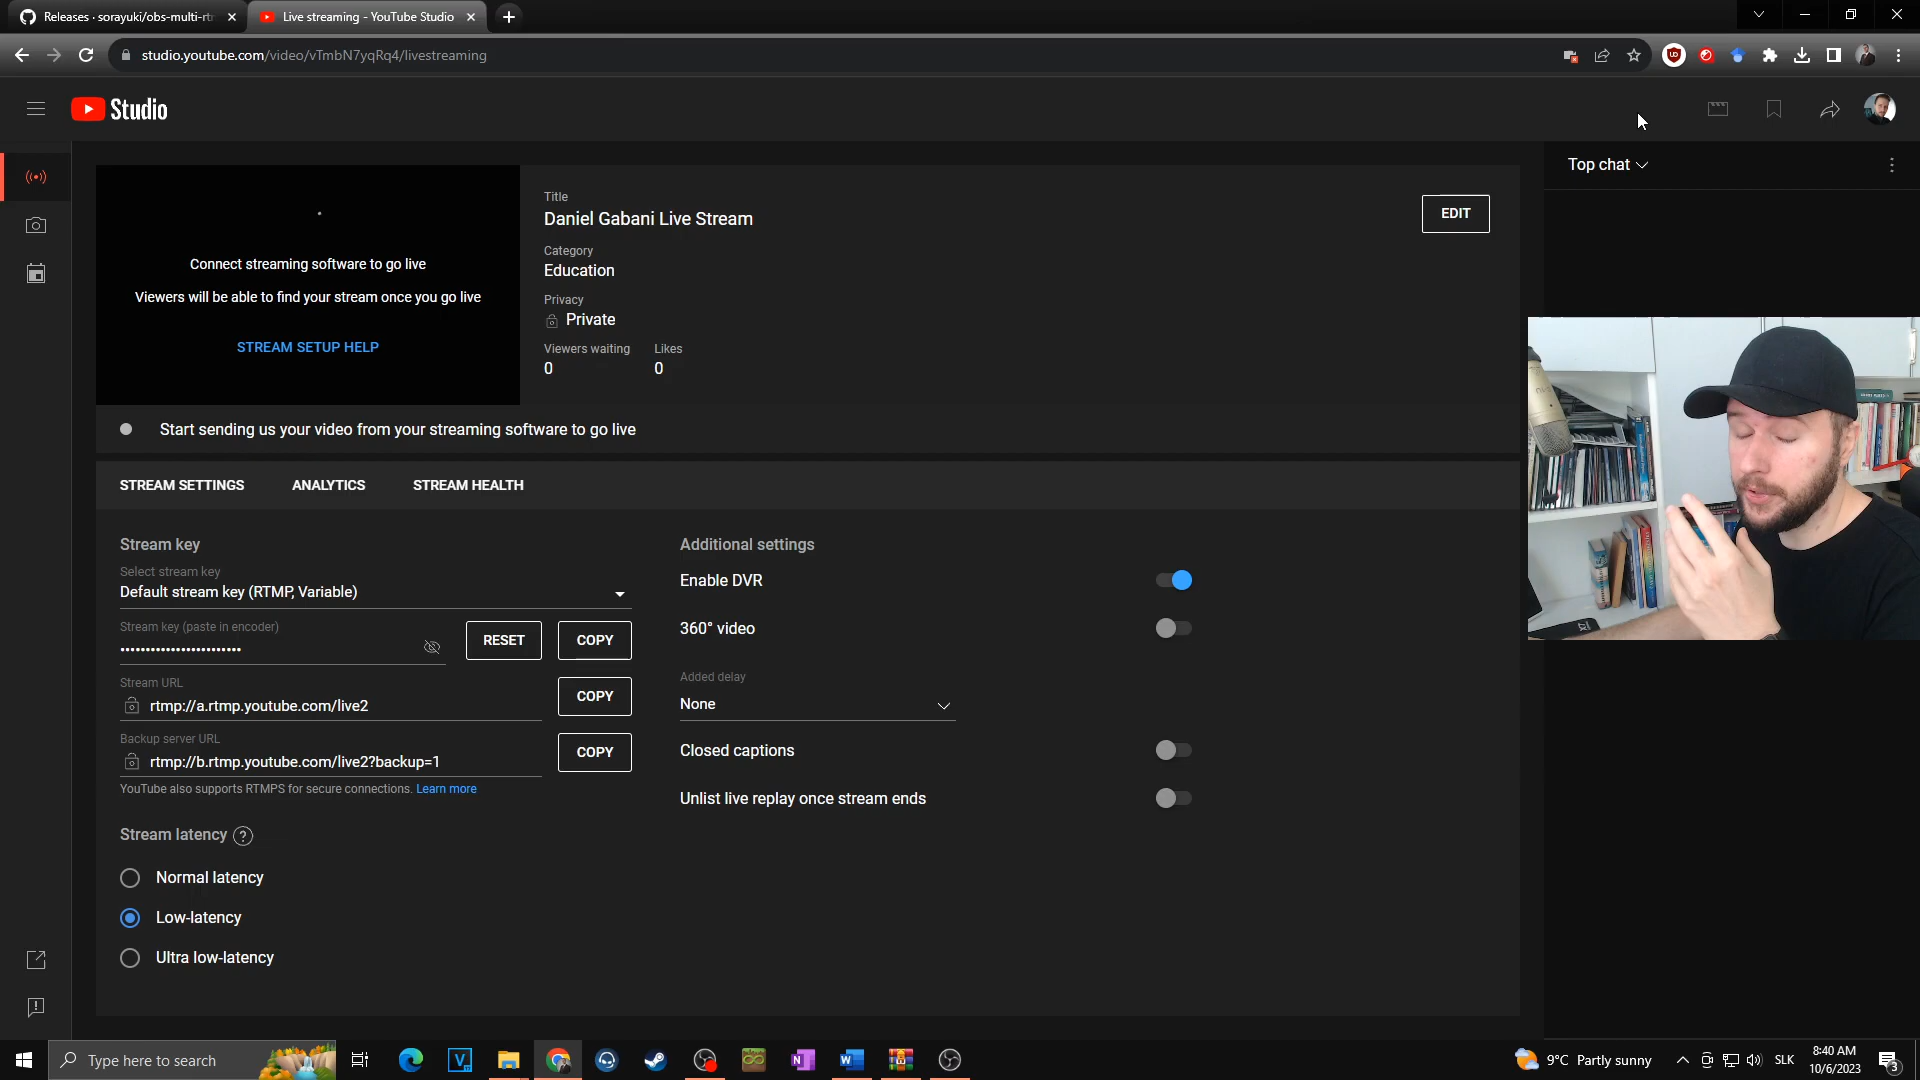 Releases · sorayuki/obs-multi-rt
Live streaming - YouTube Studio
studio.youtube.com/video/vTmbN7yqRq4/livestreaming
Studio
Top chat
Title
Daniel Gabani Live Stream
EDIT
Category
Education
Privacy
Private
Viewers waiting Likes
0 0
Connect streaming software to go live
Viewers will be able to find your stream once you go live
STREAM SETUP HELP
Start sending us your video from your streaming software to go live
STREAM SETTINGS ANALYTICS STREAM HEALTH
Stream key
Select stream key
Default stream key (RTMP, Variable)
Stream key (paste in encoder)
••••••••••••••••••••••••
RESET COPY
Stream URL
rtmp://a.rtmp.youtube.com/live2
COPY
Backup server URL
rtmp://b.rtmp.youtube.com/live2?backup=1
COPY
YouTube also supports RTMPS for secure connections. Learn more
Stream latency ?
Normal latency
Low-latency
Ultra low-latency
Additional settings
Enable DVR
360° video
Added delay
None
Closed captions
Unlist live replay once stream ends
Type here to search
9°C Partly sunny
SLK
8:40 AM
10/6/2023
3